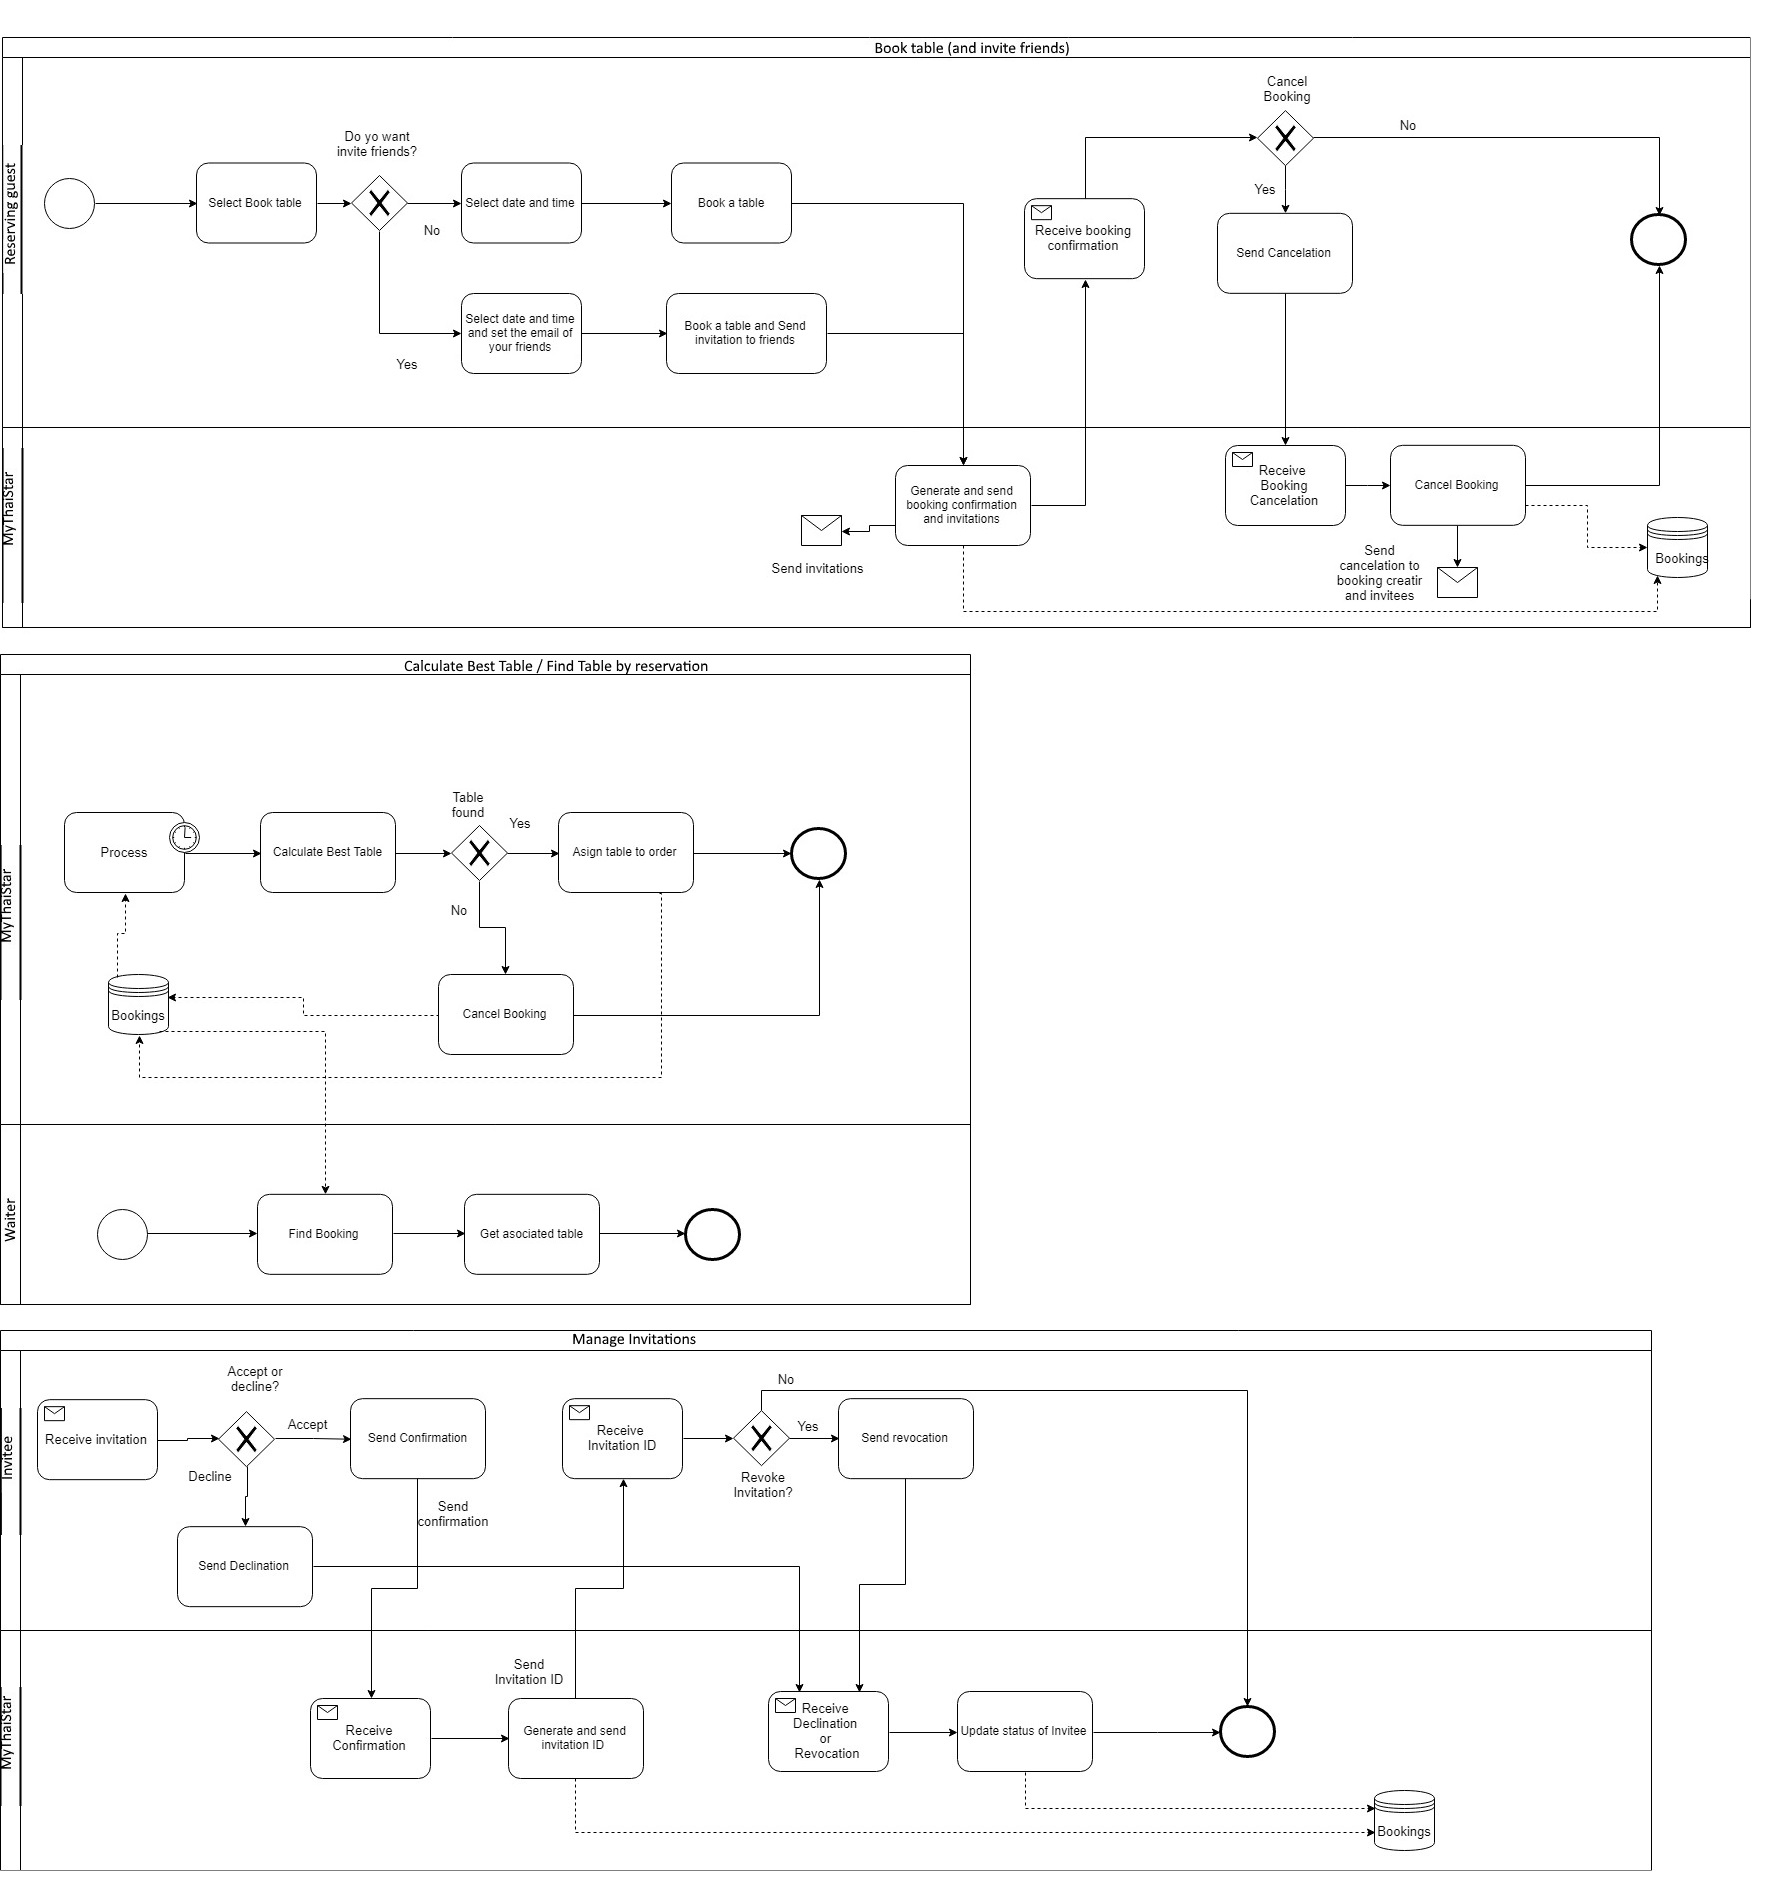 Book table (and invite friends)
Reserving guest
Cancel
Booking
No
Do yo want
invite friends?
Select Book table
Select date and time
Book a table
No
Yes
Receive booking
confirmation
Send Cancelation
Select date and time
and set the email of
your friends
Book a table and Send
invitation to friends
Yes
MyThaiStar
Generate and send
booking confirmation
and invitations
Receive
Booking
Cancelation
Cancel Booking
Send invitations
Send
cancelation to
booking creatir
and invitees
Bookings
Calculate Best Table / Find Table by reservation
MyThaiStar
Table
found
Yes
Process
Calculate Best Table
Asign table to order
No
Bookings
Cancel Booking
Waiter
Find Booking
Get asociated table
Manage Invitations
Invitee
Accept or
decline?
No
Receive invitation
Accept
Send Confirmation
Receive
Invitation ID
Yes
Send revocation
Decline
Revoke
Invitation?
Send
confirmation
Send Declination
MyThaiStar
Send
Invitation ID
Receive
Confirmation
Generate and send
invitation ID
Receive
Declination
or
Revocation
Update status of Invitee
Bookings